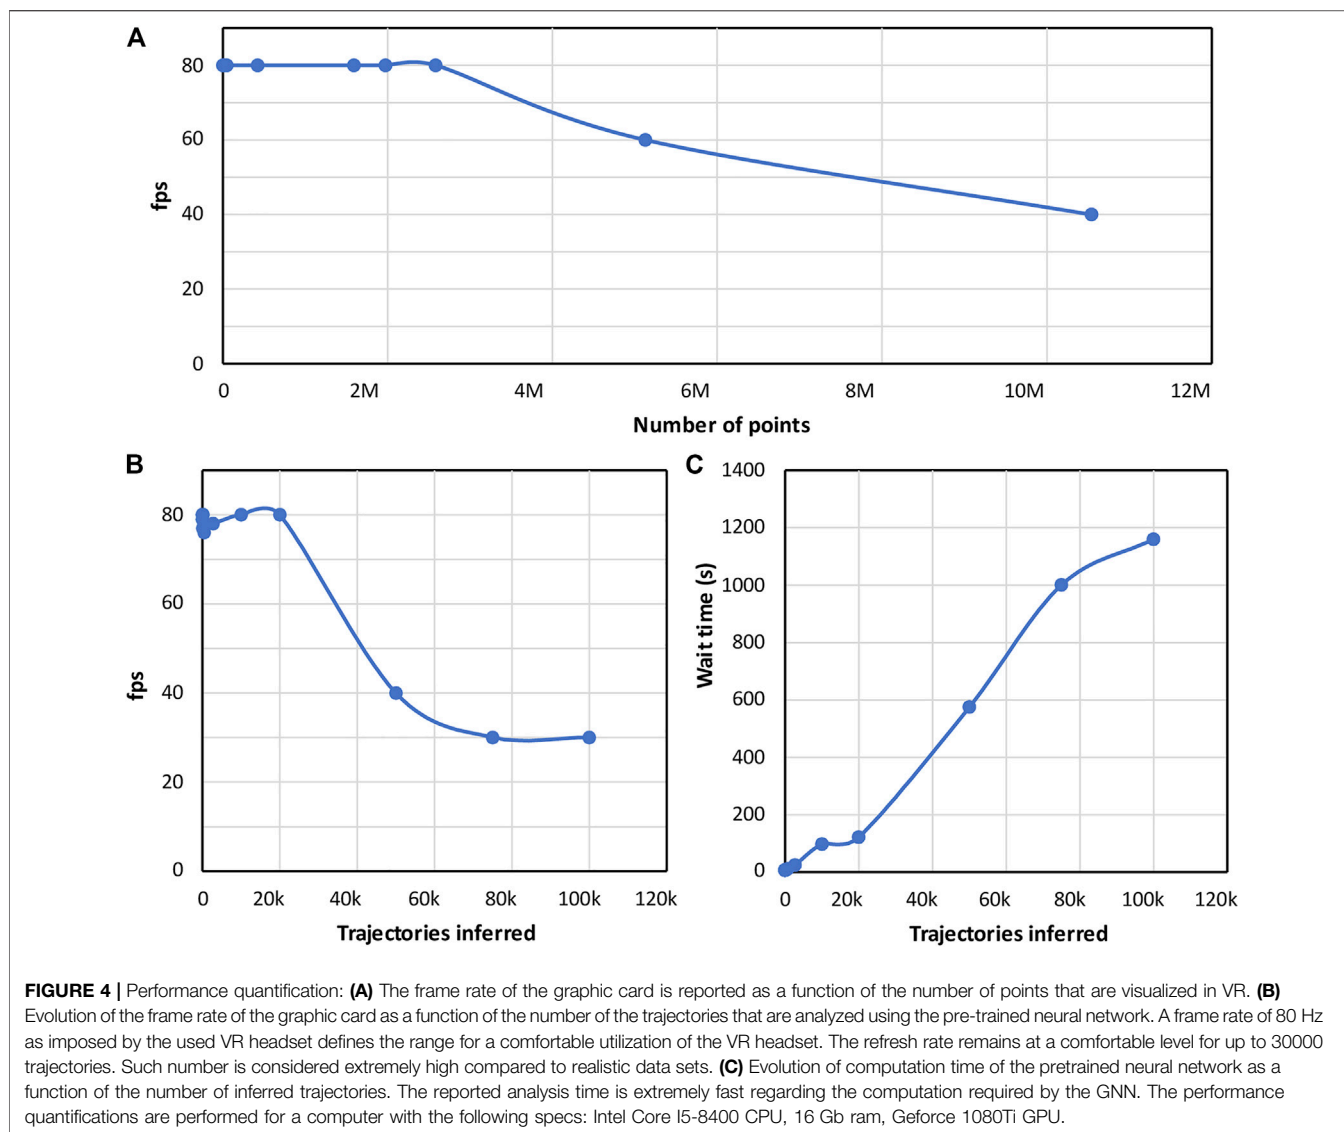 A
80
60
40
20
0
fps
0 2M 4M 6M 8M 10M 12M
Number of points
B
80
60
40
20
0
fps
0 20k 40k 60k 80k 100k 120k
Trajectories inferred
C
1400
1200
1000
800
600
400
200
0
Wait time (s)
0 20k 40k 60k 80k 100k 120k
Trajectories inferred
FIGURE 4 | Performance quantification: (A) The frame rate of the graphic card is reported as a function of the number of points that are visualized in VR. (B)
Evolution of the frame rate of the graphic card as a function of the number of the trajectories that are analyzed using the pre-trained neural network. A frame rate of 80 Hz
as imposed by the used VR headset defines the range for a comfortable utilization of the VR headset. The refresh rate remains at a comfortable level for up to 30000
trajectories. Such number is considered extremely high compared to realistic data sets. (C) Evolution of computation time of the pretrained neural network as a
function of the number of inferred trajectories. The reported analysis time is extremely fast regarding the computation required by the GNN. The performance
quantifications are performed for a computer with the following specs: Intel Core I5-8400 CPU, 16 Gb ram, Geforce 1080Ti GPU.